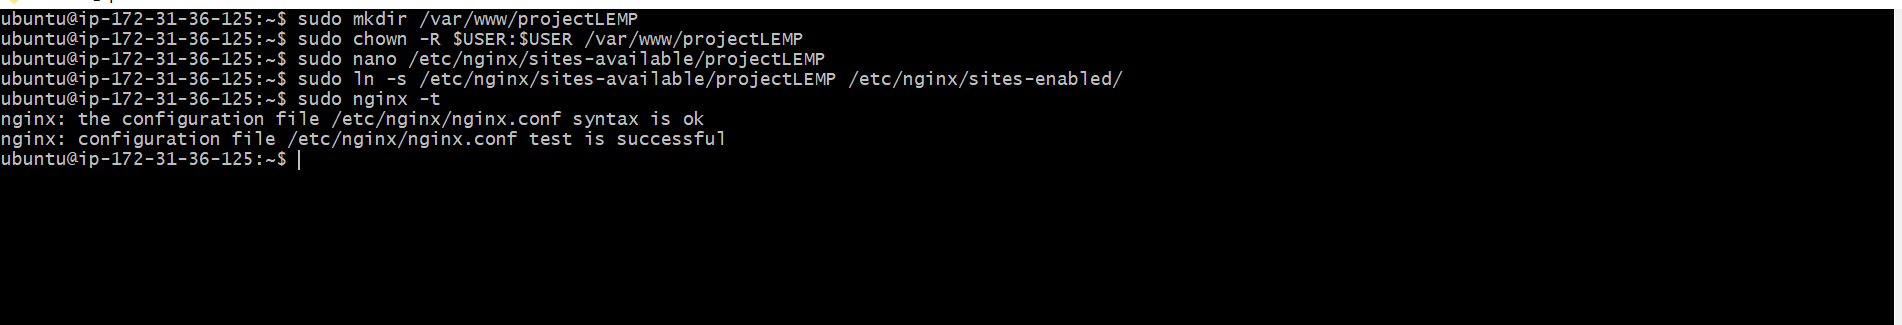 ubuntu@ip-172-31-36-125:~$ sudo mkdir /var/www/projectLEMP
ubuntu@ip-172-31-36-125:~$ sudo chown -R $USER:$USER /var/www/projectLEMP
ubuntu@ip-172-31-36-125:~$ sudo nano /etc/nginx/sites-available/projectLEMP
ubuntu@ip-172-31-36-125:~$ sudo ln -s /etc/nginx/sites-available/projectLEMP /etc/nginx/sites-enabled/
ubuntu@ip-172-31-36-125:~$ sudo nginx -t
nginx: the configuration file /etc/nginx/nginx.conf syntax is ok
nginx: configuration file /etc/nginx/nginx.conf test is successful
ubuntu@ip-172-31-36-125:~$